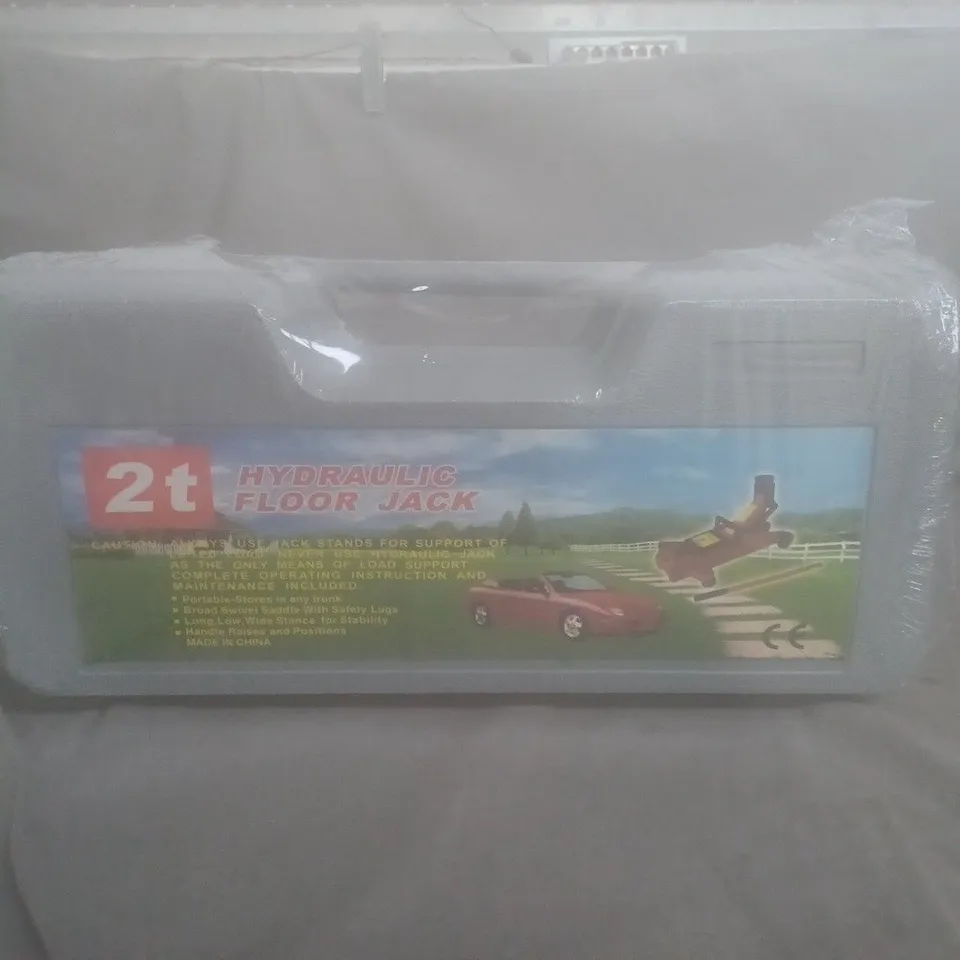 2t
HYDRAULIC
FLOOR JACK
CAUTION: ALWAYS USE JACK STANDS FOR SUPPORT OF
NEVER USE HYDRAULIC JACK
AS THE ONLY MEANS OF LOAD SUPPORT
COMPLETE OPERATING INSTRUCTION AND
MAINTENANCE INCLUDED
• Portable-Stores in any trunk
• Broad Swivel Saddle With Safety Lugs
• Long,Low,Wide Stance for Stability
• Handle Raises and Positions
MADE IN CHINA
CE